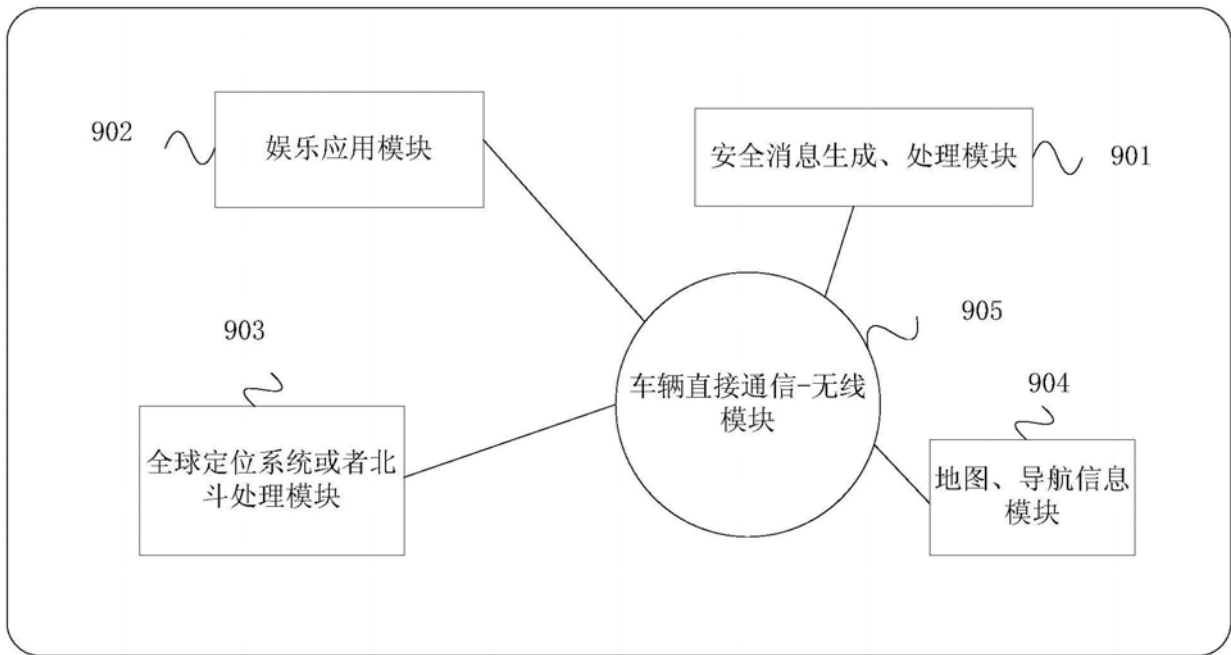 902
娱乐应用模块
安全消息生成、处理模块
901
903
905
车辆直接通信-无线
模块
904
全球定位系统或者北
斗处理模块
地图、导航信息
模块